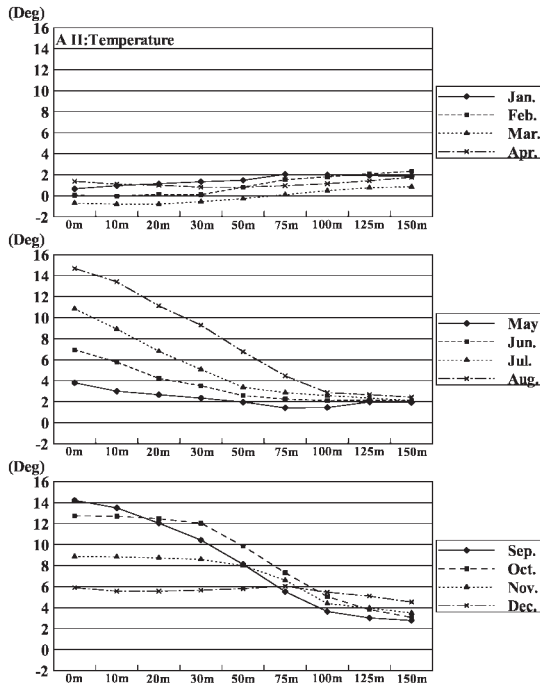 (Deg)
A II:Temperature
16
14
12
10
8
6
4
2
0
-2
0m 10m 20m 30m 50m 75m 100m 125m 150m
Jan.
Feb.
Mar.
Apr.
(Deg)
16
14
12
10
8
6
4
2
0
-2
0m 10m 20m 30m 50m 75m 100m 125m 150m
May
Jun.
Jul.
Aug.
(Deg)
16
14
12
10
8
6
4
2
0
-2
0m 10m 20m 30m 50m 75m 100m 125m 150m
Sep.
Oct.
Nov.
Dec.